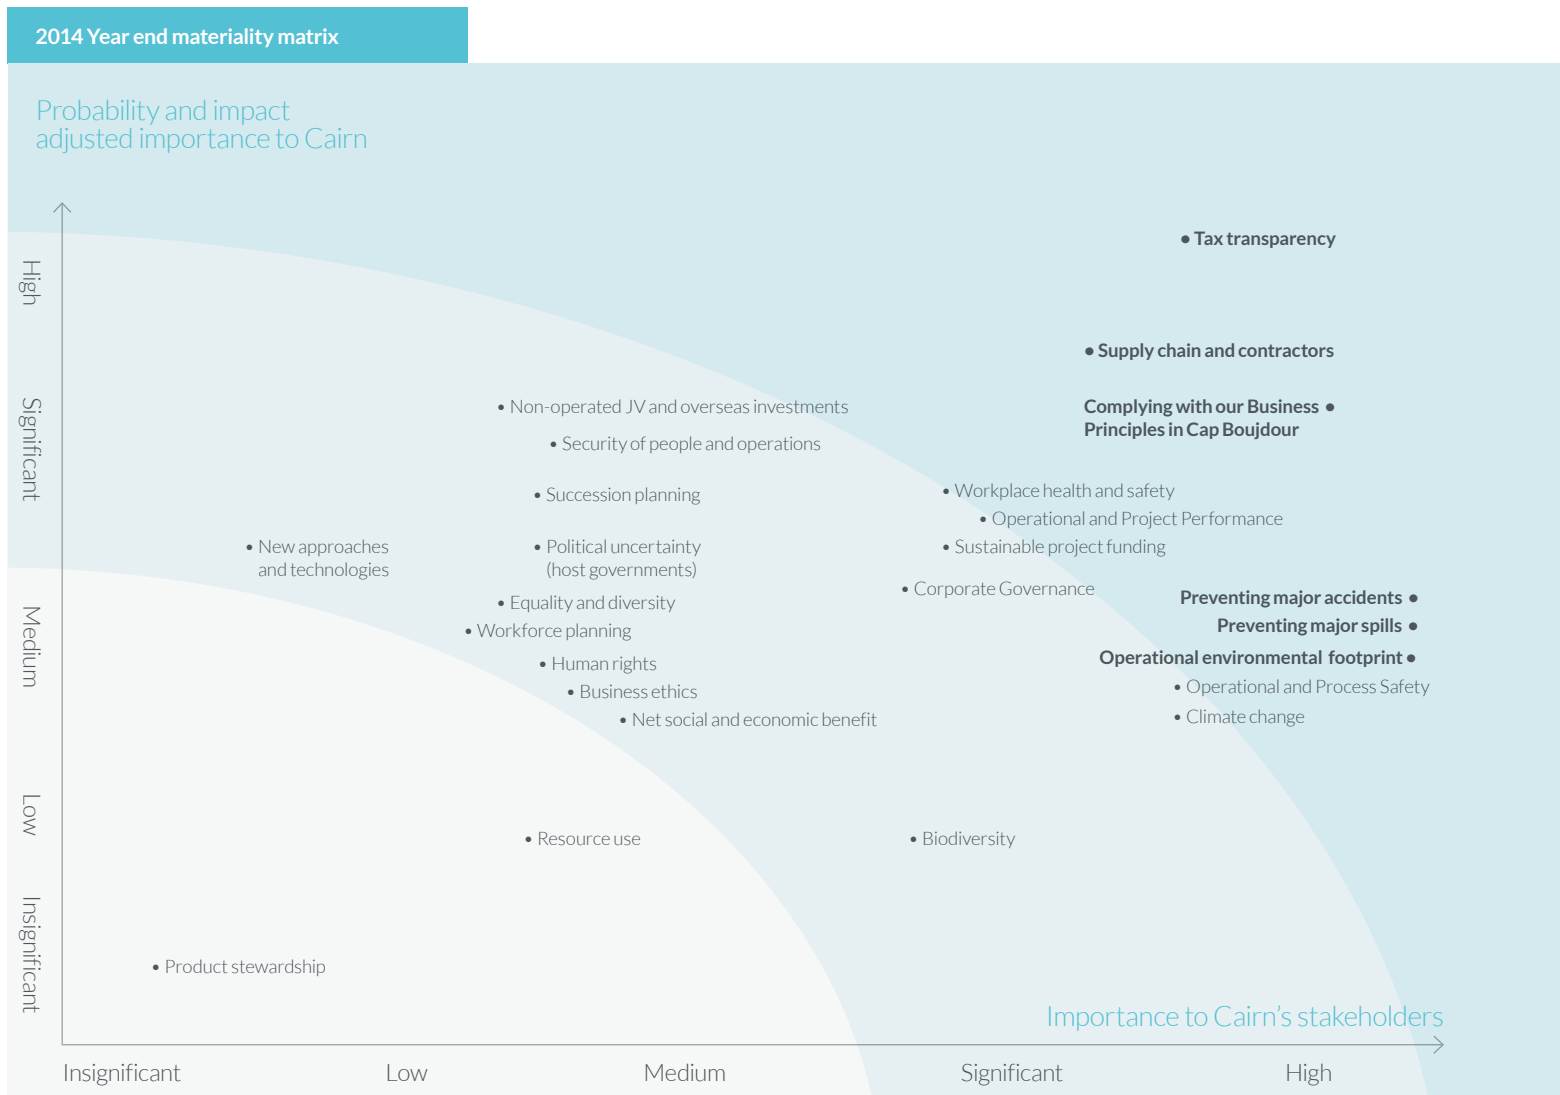 2014 Year end materiality matrix
Probability and impact
adjusted importance to Cairn
High
Significant
Medium
Low
Insignificant
• Tax transparency
• Supply chain and contractors
• Non-operated JV and overseas investments
Complying with our Business •
Principles in Cap Boujdour
• Security of people and operations
• Succession planning
• Workplace health and safety
• Operational and Project Performance
• New approaches
and technologies
• Political uncertainty
(host governments)
• Sustainable project funding
• Corporate Governance
• Equality and diversity
Preventing major accidents •
• Workforce planning
Preventing major spills •
• Human rights
Operational environmental footprint •
• Business ethics
• Operational and Process Safety
• Net social and economic benefit
• Climate change
• Resource use
• Biodiversity
• Product stewardship
Importance to Cairn’s stakeholders
Insignificant
Low
Medium
Significant
High